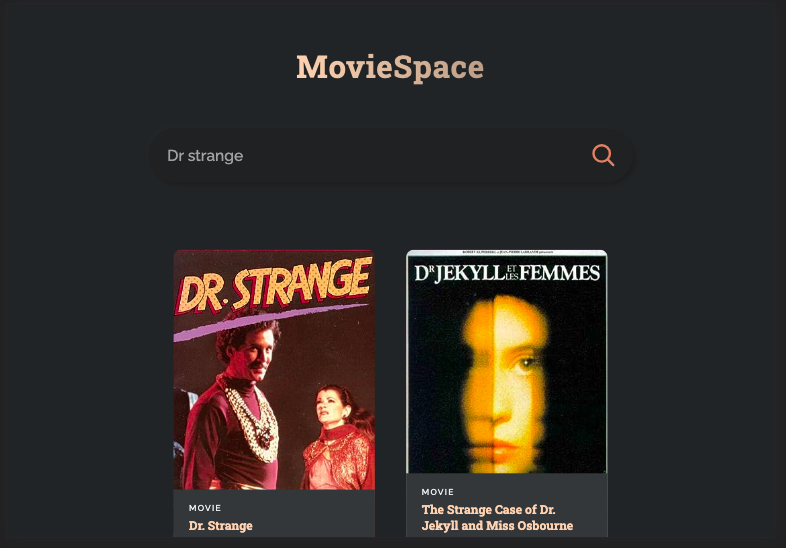 MovieSpace
Dr strange
DR. STRANGE
DR JEKYLL ET LES FEMMES
MOVIE
Dr. Strange
MOVIE
The Strange Case of Dr.
Jekyll and Miss Osbourne